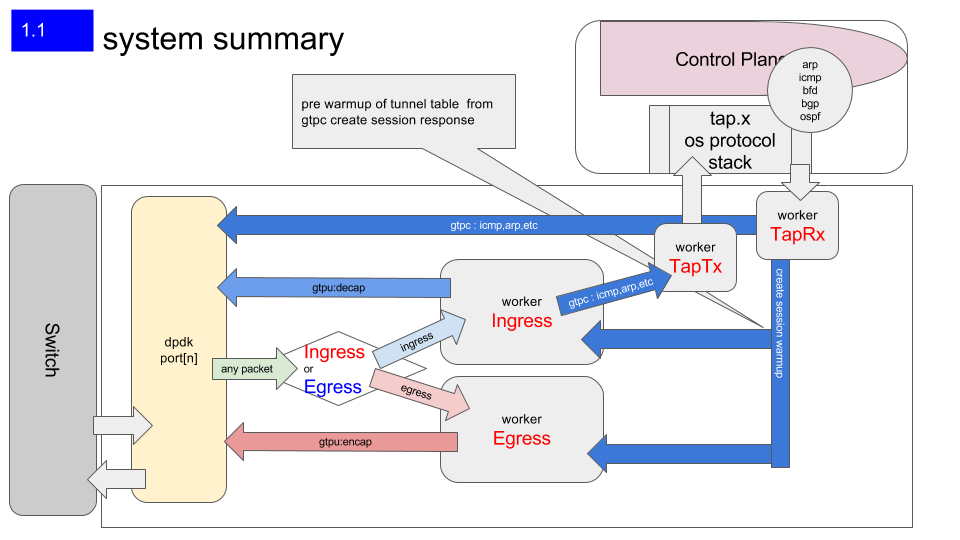 1.1
system summary
Control Plane
arp
icmp
bfd
bgp
ospf
pre warmup of tunnel table from
gtpc create session response
tap.x
os protocol
stack
worker
TapRx
gtpc : icmp,arp,etc
worker
TapTx
gtpu:decap
worker
Ingress
gtpc : icmp,arp,etc
create session warmup
Switch
dpdk
port[n]
any packet
Ingress
or
Egress
ingress
egress
worker
Egress
gtpu:encap